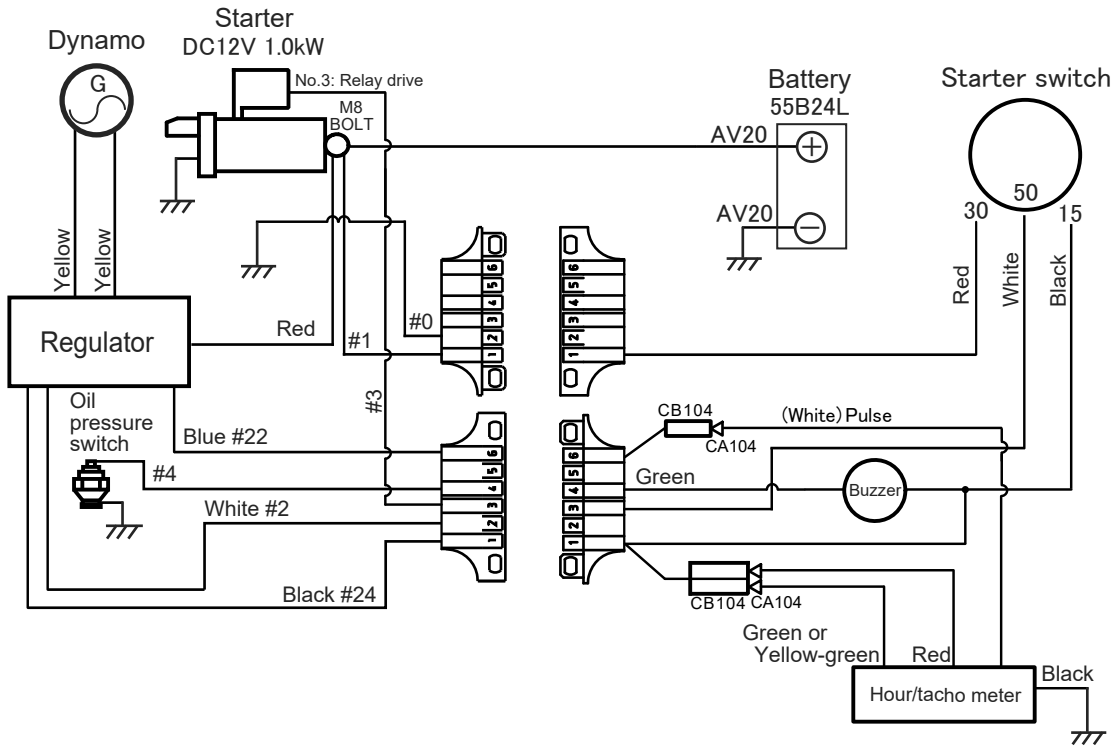 Starter
DC12V 1.0kW
Dynamo
G
No.3: Relay drive
M8
BOLT
Battery
55B24L
AV20
+
AV20
−
Starter switch
50
30
15
Yellow
Yellow
Red
White
Black
Regulator
Red
#1
#0
#3
6
5
4
3
2
1
6
5
4
3
2
1
Oil
pressure
switch
Blue #22
#4
White #2
Black #24
6
5
4
3
2
1
6
5
4
3
2
1
CB104
CA104
(White) Pulse
Green
Buzzer
CB104
CA104
Green or
Yellow-green
Red
Black
Hour/tacho meter